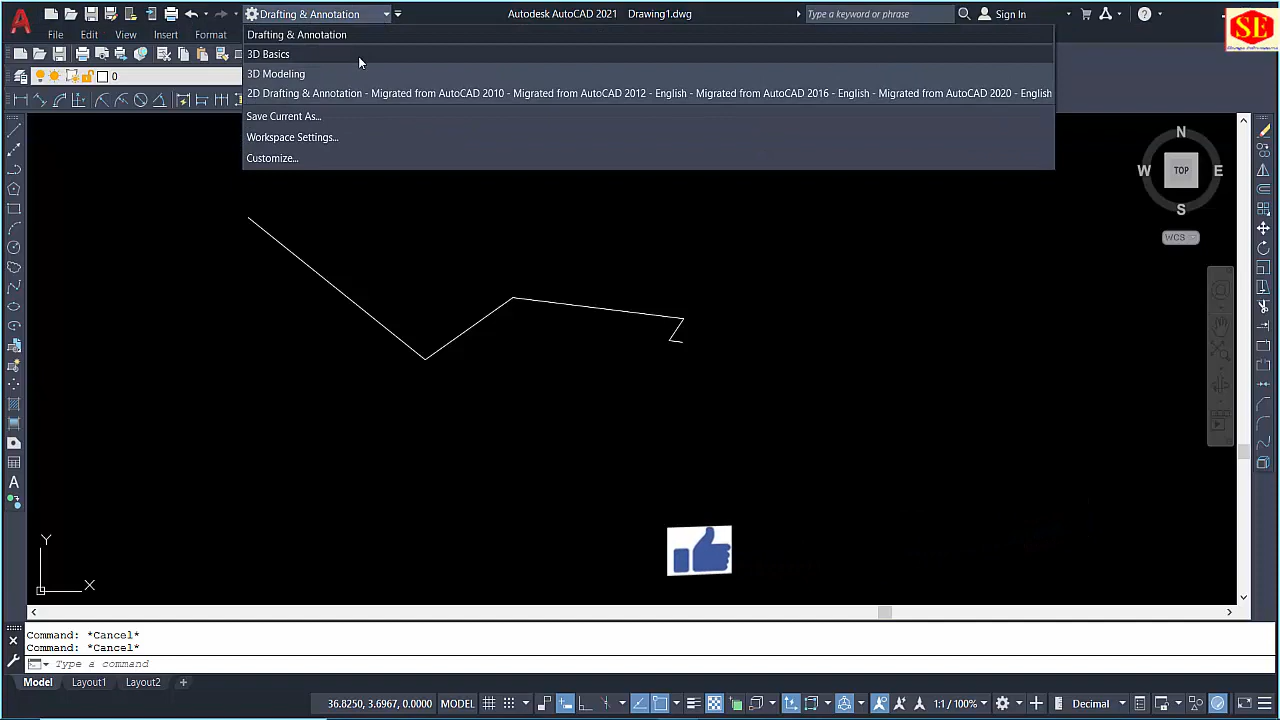 Drafting & Annotation
Autodesk AutoCAD 2021 Drawing1.dwg
Type a keyword or phrase
Sign In
SE
File Edit View Insert Format
Drafting & Annotation
3D Basics
3D Modeling
2D Drafting & Annotation - Migrated from AutoCAD 2010 - Migrated from AutoCAD 2012 - English - Migrated from AutoCAD 2016 - English - Migrated from AutoCAD 2020 - English
Save Current As...
Workspace Settings...
Customize...
0
N
W TOP E
S
WCS
A
Y
X
Command: *Cancel*
Command: *Cancel*
Type a command
Model Layout1 Layout2 +
36.8250, 3.6967, 0.0000 MODEL 1:1 / 100% Decimal